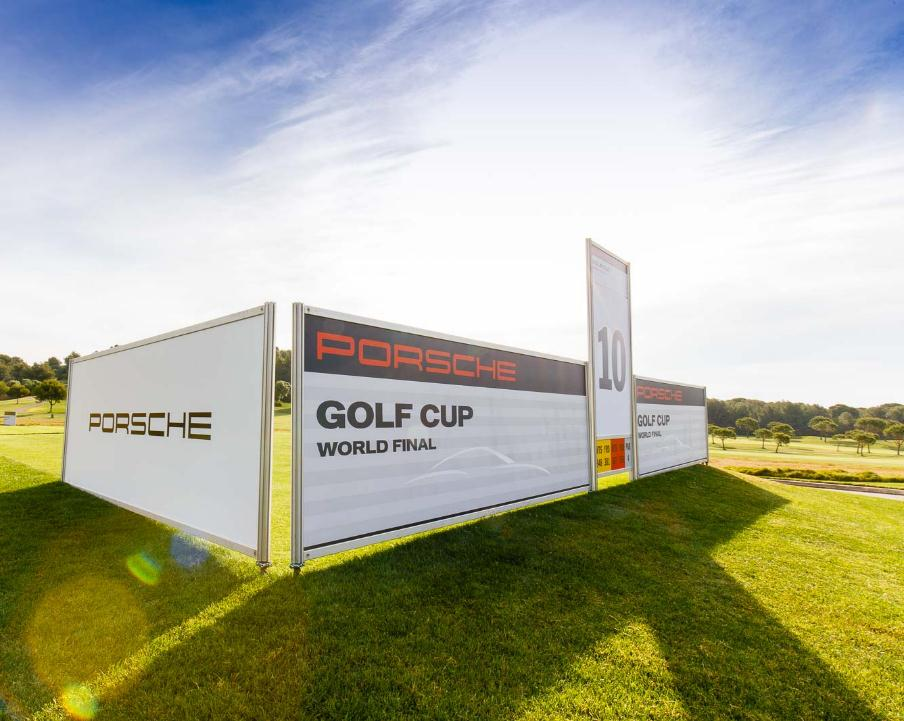 PORSCHE
PORSCHE
GOLF CUP
WORLD FINAL
10
PORSCHE
GOLF CUP
WORLD FINAL